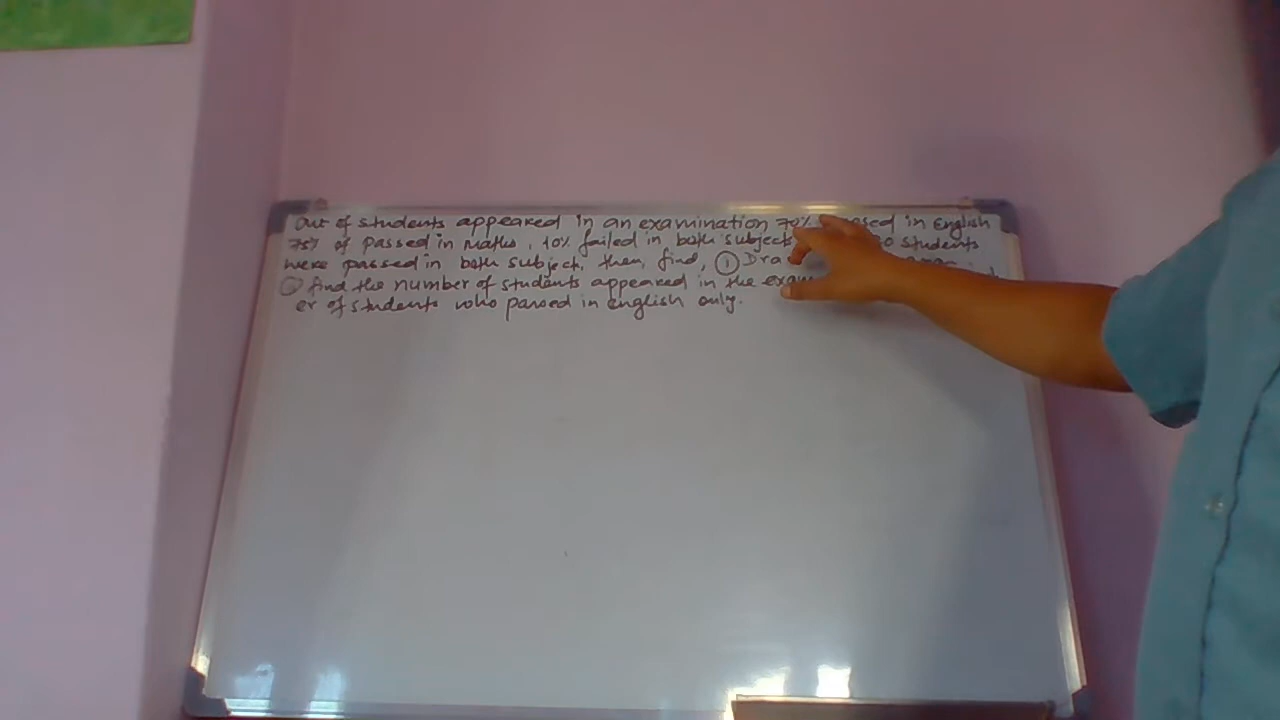 Out of students appeared in an examination 70% passed in English
75% of passed in maths, 10% failed in both subjects students
were passed in both subject, then, find, ① Dra
find the number of students appeared in the exam
er of students who passed in english only.